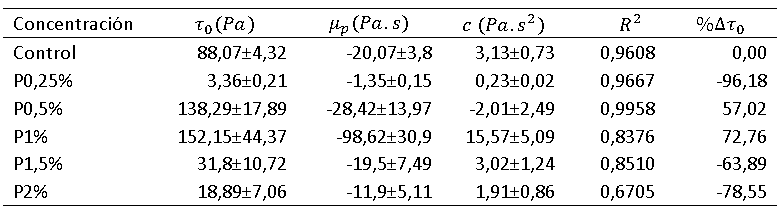 Concentración τ₀(Pa) μₚ(Pa.s) c (Pa.s²) R² %Δτ₀
Control 88,07±4,32 -20,07±3,8 3,13±0,73 0,9608 0,00
P0,25% 3,36±0,21 -1,35±0,15 0,23±0,02 0,9667 -96,18
P0,5% 138,29±17,89 -28,42±13,97 -2,01±2,49 0,9958 57,02
P1% 152,15±44,37 -98,62±30,9 15,57±5,09 0,8376 72,76
P1,5% 31,8±10,72 -19,5±7,49 3,02±1,24 0,8510 -63,89
P2% 18,89±7,06 -11,9±5,11 1,91±0,86 0,6705 -78,55